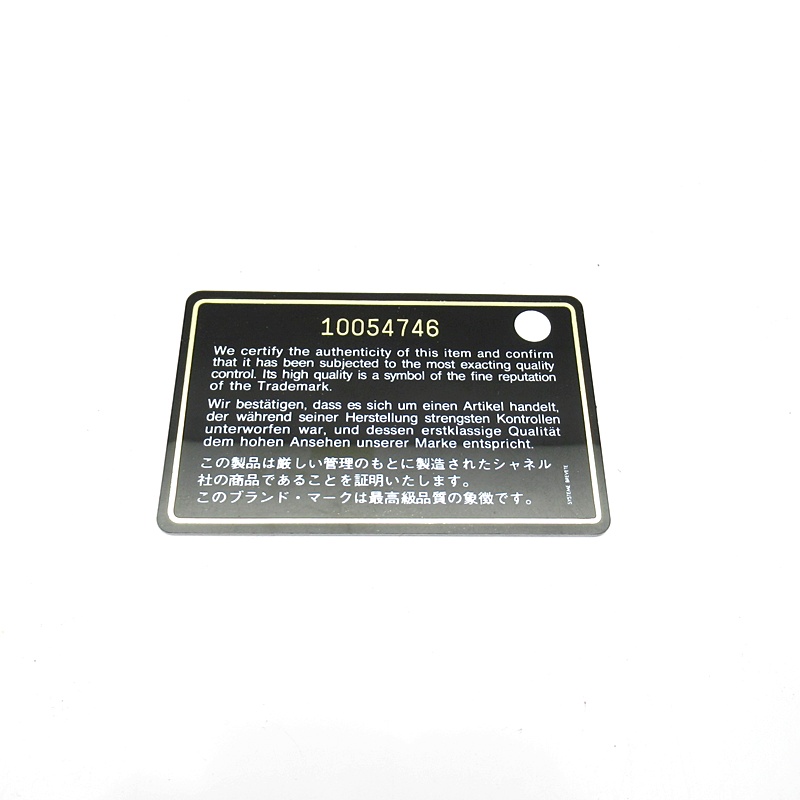 10054746
We certify the authenticity of this item and confirm
that it has been subjected to the most exacting quality
control. Its high quality is a symbol of the fine reputation
of the Trademark.
Wir bestätigen, dass es sich um einen Artikel handelt,
der während seiner Herstellung strengsten Kontrollen
unterworfen war, und dessen erstklassige Qualität
dem hohen Ansehen unserer Marke entspricht.
この製品は厳しい管理のもとに製造されたシャネル
社の商品であることを証明いたします。
このブランド・マークは最高級品質の象徴です。
SYSTEME BREVETE